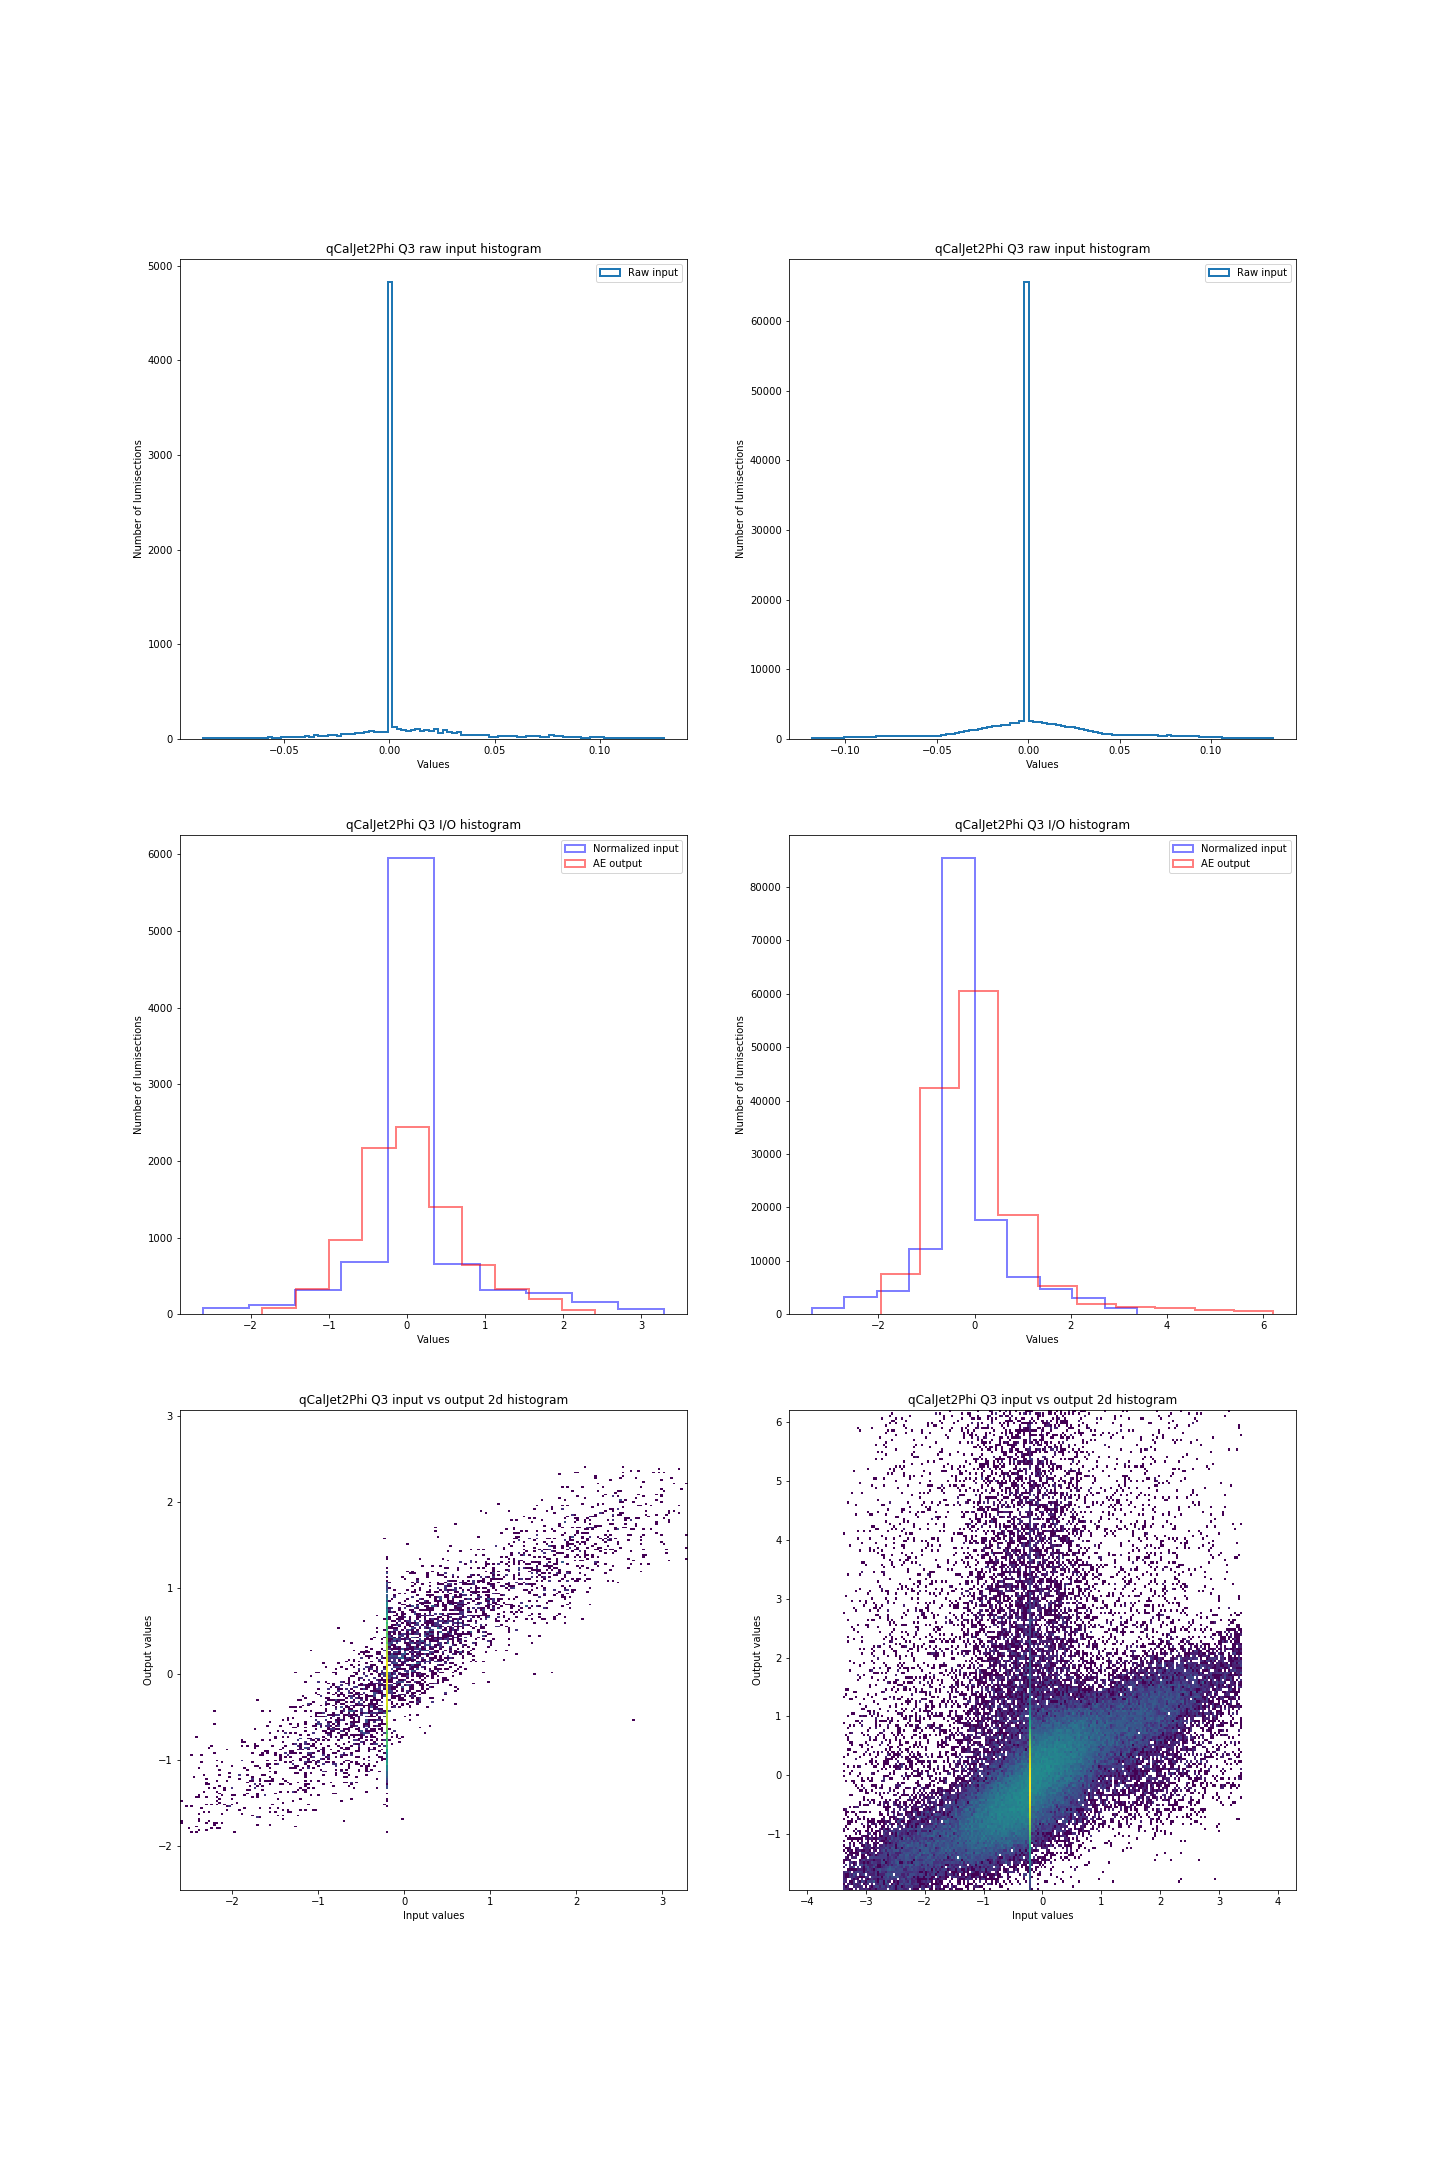 qCalJet2Phi Q3 raw input histogram
Raw input
Number of lumisections
5000
4000
3000
2000
1000
0
−0.05 0.00 0.05 0.10
Values
qCalJet2Phi Q3 raw input histogram
Raw input
Number of lumisections
60000
50000
40000
30000
20000
10000
0
−0.10 −0.05 0.00 0.05 0.10
Values
qCalJet2Phi Q3 I/O histogram
Normalized input
AE output
Number of lumisections
6000
5000
4000
3000
2000
1000
0
−2 −1 0 1 2 3
Values
qCalJet2Phi Q3 I/O histogram
Normalized input
AE output
Number of lumisections
80000
70000
60000
50000
40000
30000
20000
10000
0
−2 0 2 4 6
Values
qCalJet2Phi Q3 input vs output 2d histogram
Output values
3
2
1
0
−1
−2
−2 −1 0 1 2 3
Input values
qCalJet2Phi Q3 input vs output 2d histogram
Output values
6
5
4
3
2
1
0
−1
−4 −3 −2 −1 0 1 2 3 4
Input values